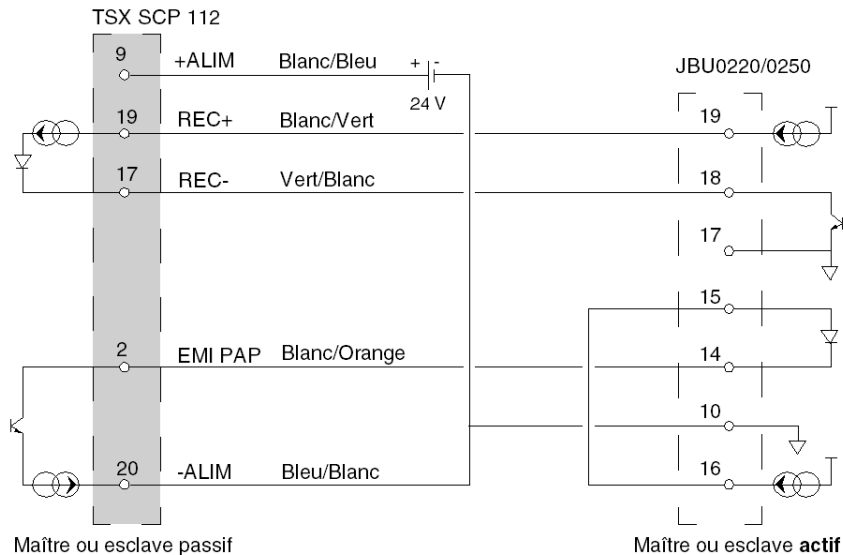 TSX SCP 112
9 +ALIM Blanc/Bleu + -
24 V
JBU0220/0250
19 REC+ Blanc/Vert 19
17 REC- Vert/Blanc 18
17
15
2 EMI PAP Blanc/Orange 14
10
20 -ALIM Bleu/Blanc 16
Maître ou esclave passif Maître ou esclave actif